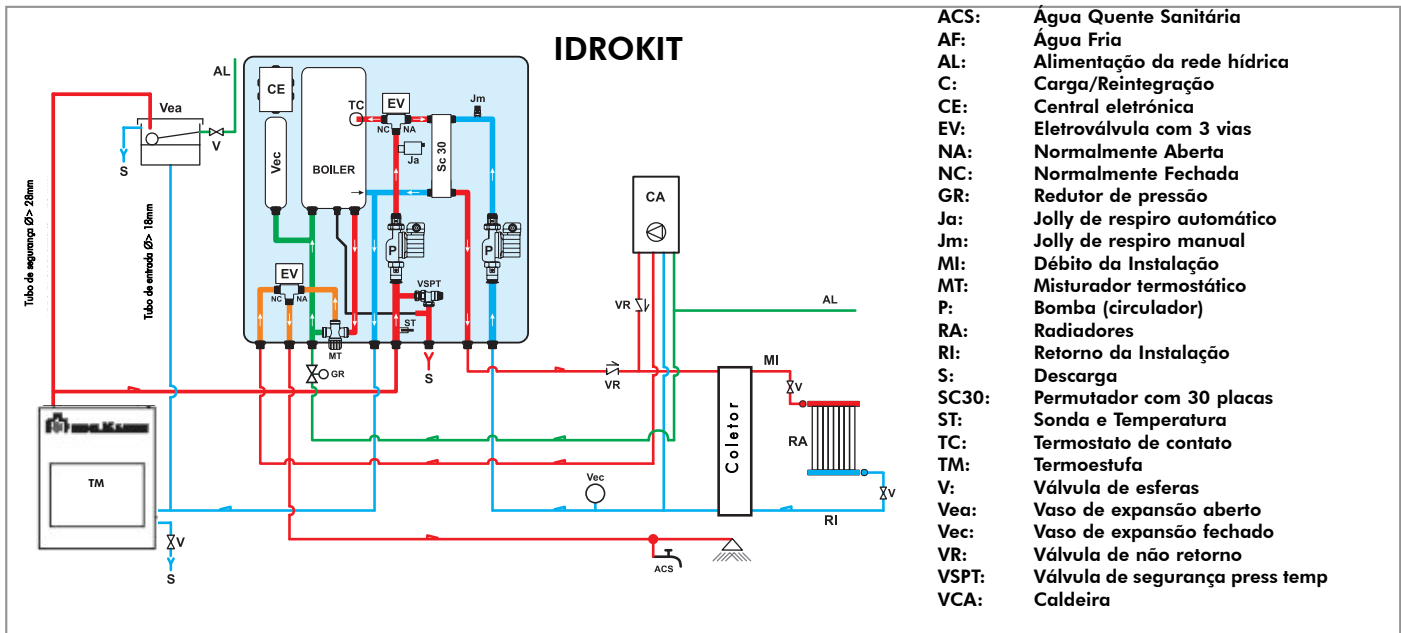 IDROKIT
AL
Vea
V
S
Tubo de segurança Ø> 28mm
Tubo de entrada Ø> 18mm
CE
Vec
BOILER
TC
EV
NC
NA
Ja
Jm
Sc 30
P
P
EV
NC
NA
MT
VSPT
ST
GR
S
CA
VR
VR
AL
MI
V
Coletor
RA
V
RI
Vec
TM
V
S
ACS
ACS: Água Quente Sanitária
AF: Água Fria
AL: Alimentação da rede hídrica
C: Carga/Reintegração
CE: Central eletrónica
EV: Eletroválvula com 3 vias
NA: Normalmente Aberta
NC: Normalmente Fechada
GR: Redutor de pressão
Ja: Jolly de respiro automático
Jm: Jolly de respiro manual
MI: Débito da Instalação
MT: Misturador termostático
P: Bomba (circulador)
RA: Radiadores
RI: Retorno da Instalação
S: Descarga
SC30: Permutador com 30 placas
ST: Sonda e Temperatura
TC: Termostato de contato
TM: Termoestufa
V: Válvula de esferas
Vea: Vaso de expansão aberto
Vec: Vaso de expansão fechado
VR: Válvula de não retorno
VSPT: Válvula de segurança press temp
VCA: Caldeira